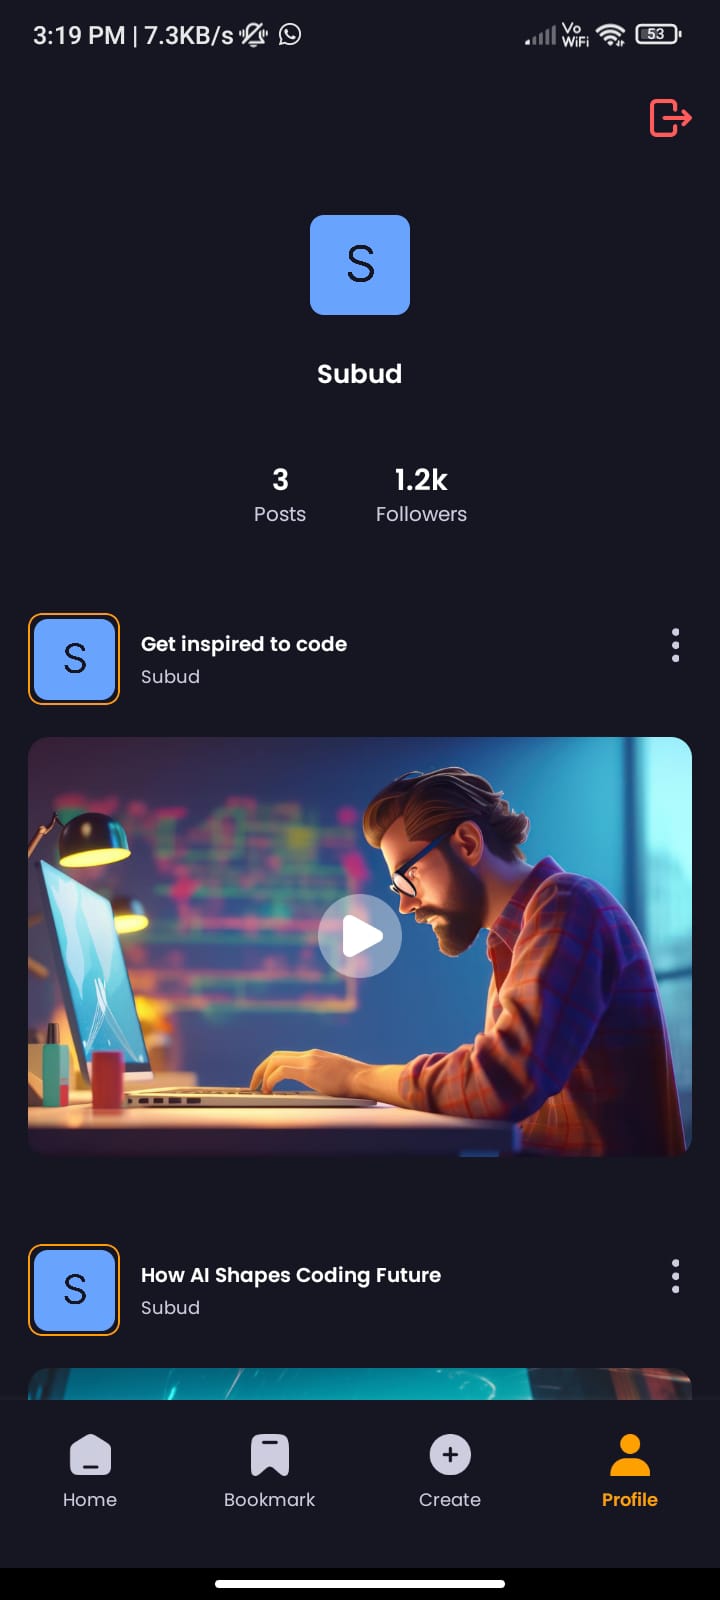 3:19 PM | 7.3KB/s
Vo
WiFi
53
S
Subud
3
Posts
1.2k
Followers
S
Get inspired to code
Subud
S
How AI Shapes Coding Future
Subud
Home
Bookmark
Create
Profile